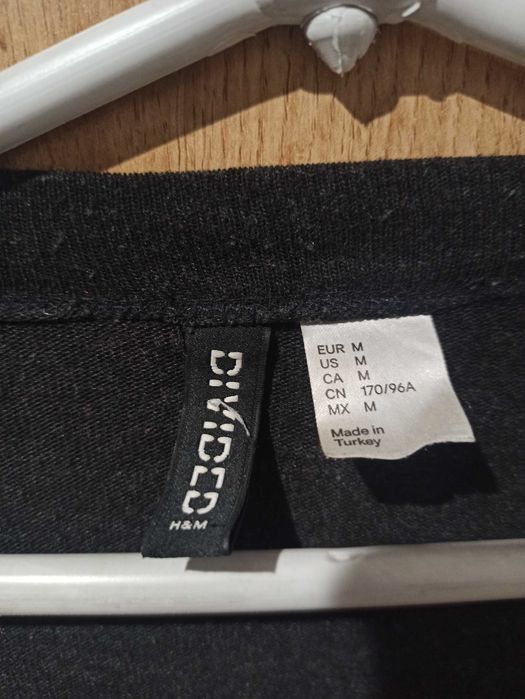 DIVIDED
H&M
EUR M
US M
CA M
CN 170/96A
MX M
Made in
Turkey